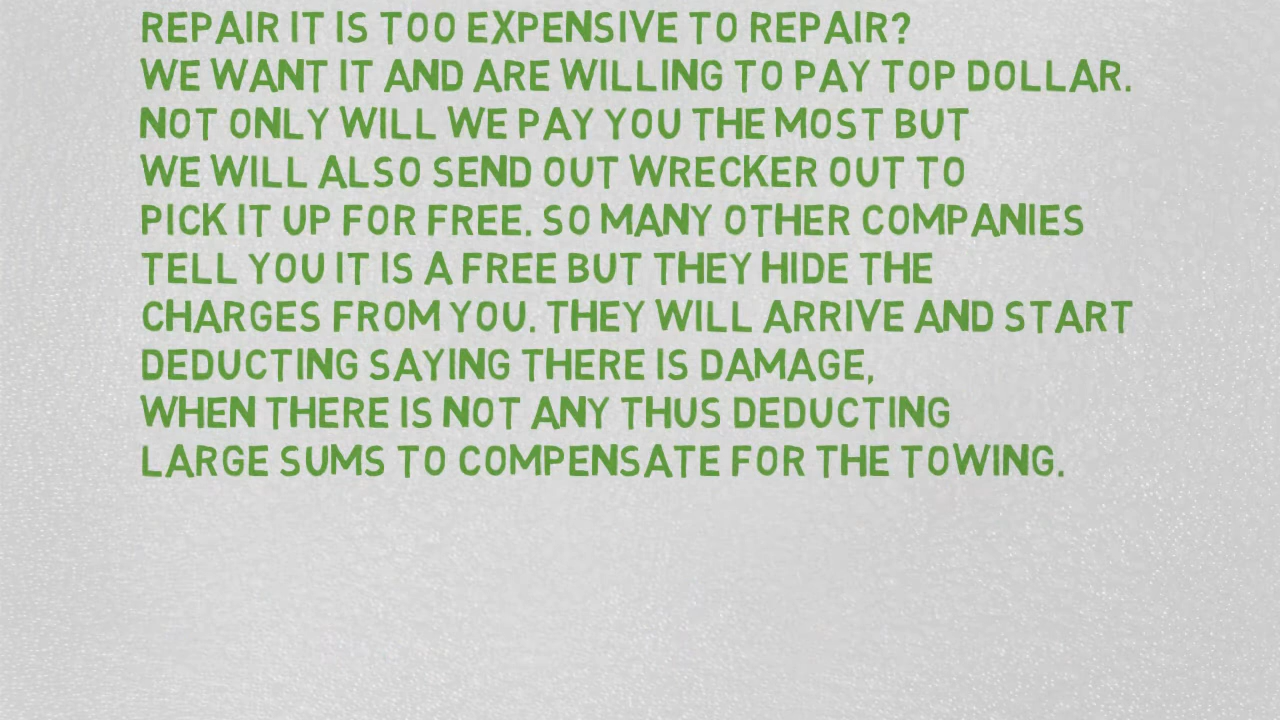 REPAIR IT IS TOO EXPENSIVE TO REPAIR?
WE WANT IT AND ARE WILLING TO PAY TOP DOLLAR.
NOT ONLY WILL WE PAY YOU THE MOST BUT
WE WILL ALSO SEND OUT WRECKER OUT TO
PICK IT UP FOR FREE. SO MANY OTHER COMPANIES
TELL YOU IT IS A FREE BUT THEY HIDE THE
CHARGES FROM YOU. THEY WILL ARRIVE AND START
DEDUCTING SAYING THERE IS DAMAGE,
WHEN THERE IS NOT ANY THUS DEDUCTING
LARGE SUMS TO COMPENSATE FOR THE TOWING.